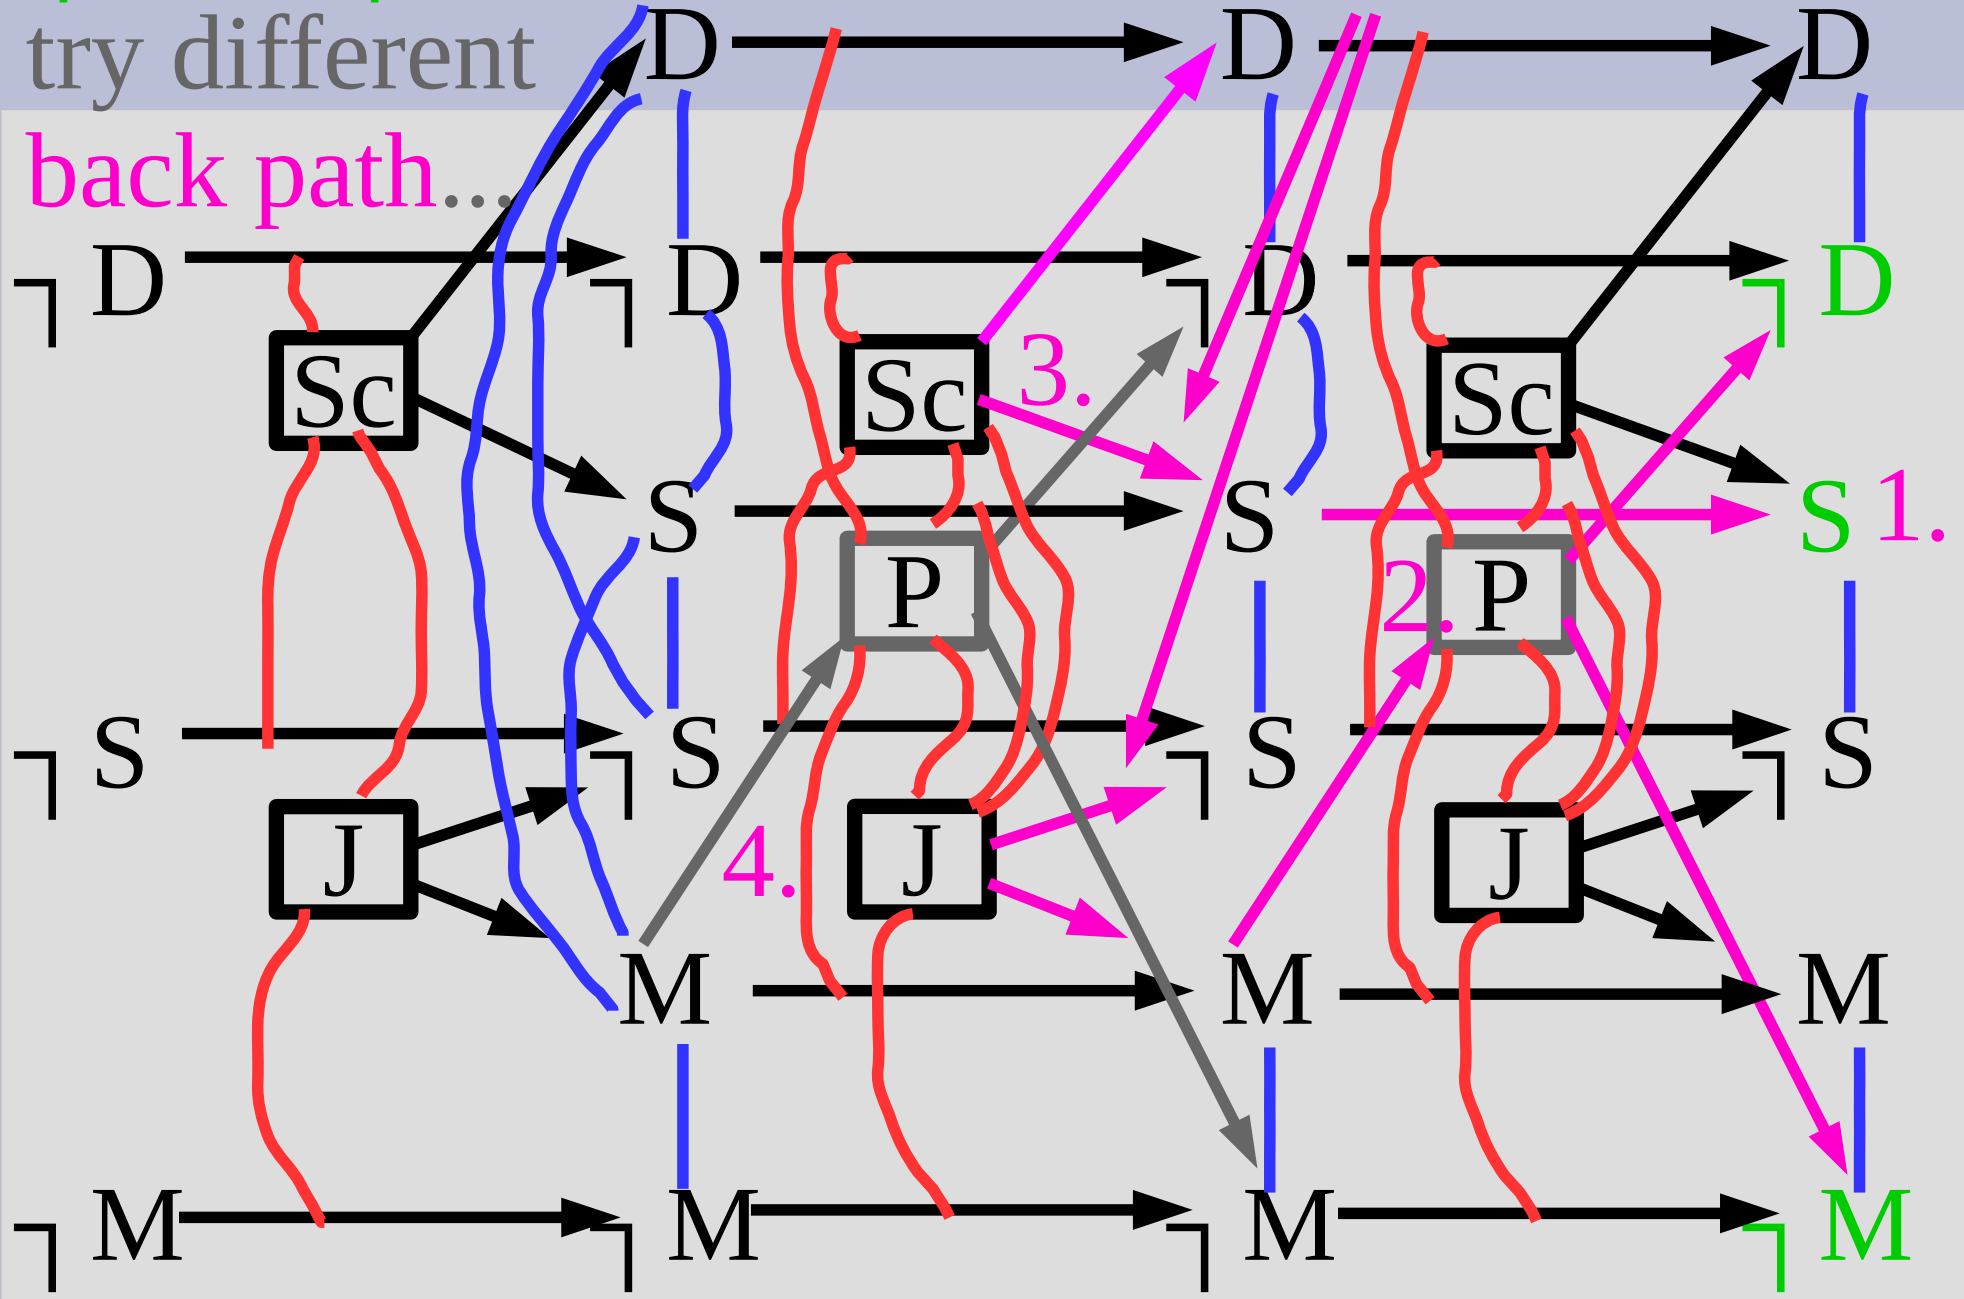 try different D D D
back path...
¬D ¬D ¬D ¬D
Sc Sc 3. Sc
S S S 1.
P 2. P
¬S ¬S ¬S ¬S
J 4. J J
M M M
¬M ¬M ¬M ¬M